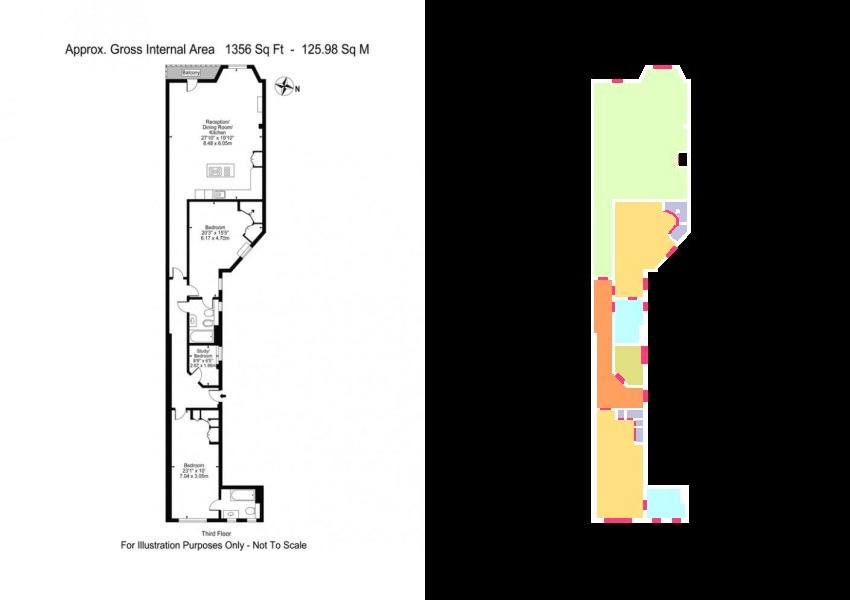 Approx. Gross Internal Area 1356 Sq Ft - 125.98 Sq M
Balcony
N
Reception/
Dining Room/
Kitchen
27'10" x 19'10"
8.48 x 6.05m
Bedroom
20'3" x 15'5"
6.17 x 4.70m
Study/
Bedroom
8'9" x 6'5"
2.67 x 1.96m
Bedroom
23'1" x 10'
7.04 x 3.05m
Third Floor
For Illustration Purposes Only - Not To Scale